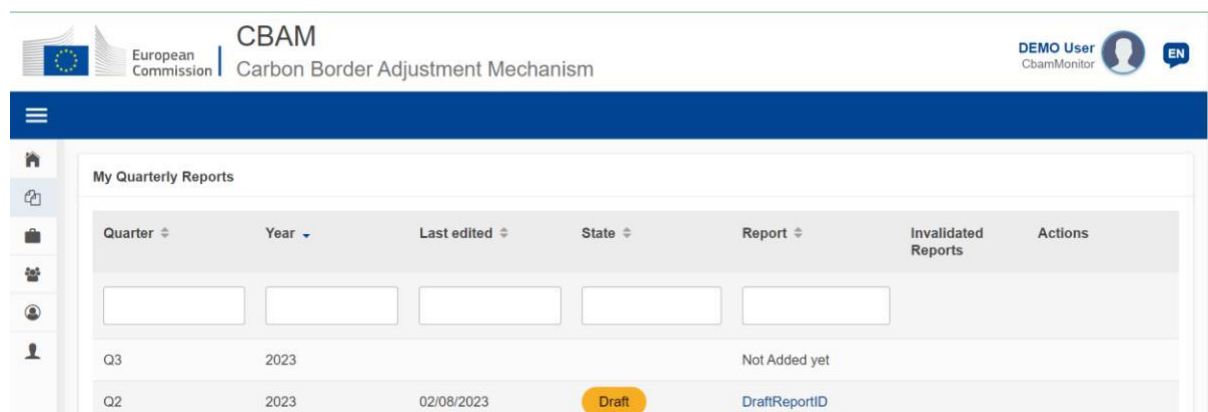 European
Commission
CBAM
Carbon Border Adjustment Mechanism
DEMO User
CbamMonitor
EN
My Quarterly Reports
Quarter Year Last edited State Report Invalidated Reports Actions
Q3 2023 Not Added yet
Q2 2023 02/08/2023 Draft DraftReportID